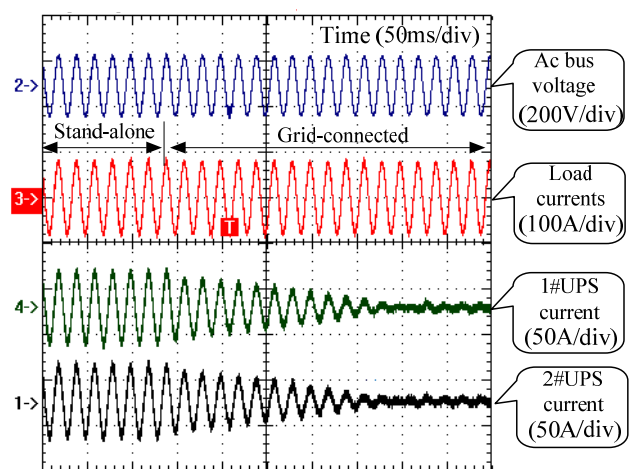 Time (50ms/div)
2->
Ac bus
voltage
(200V/div)
Stand-alone
Grid-connected
3->
Load
currents
(100A/div)
T
4->
1#UPS
current
(50A/div)
1->
2#UPS
current
(50A/div)